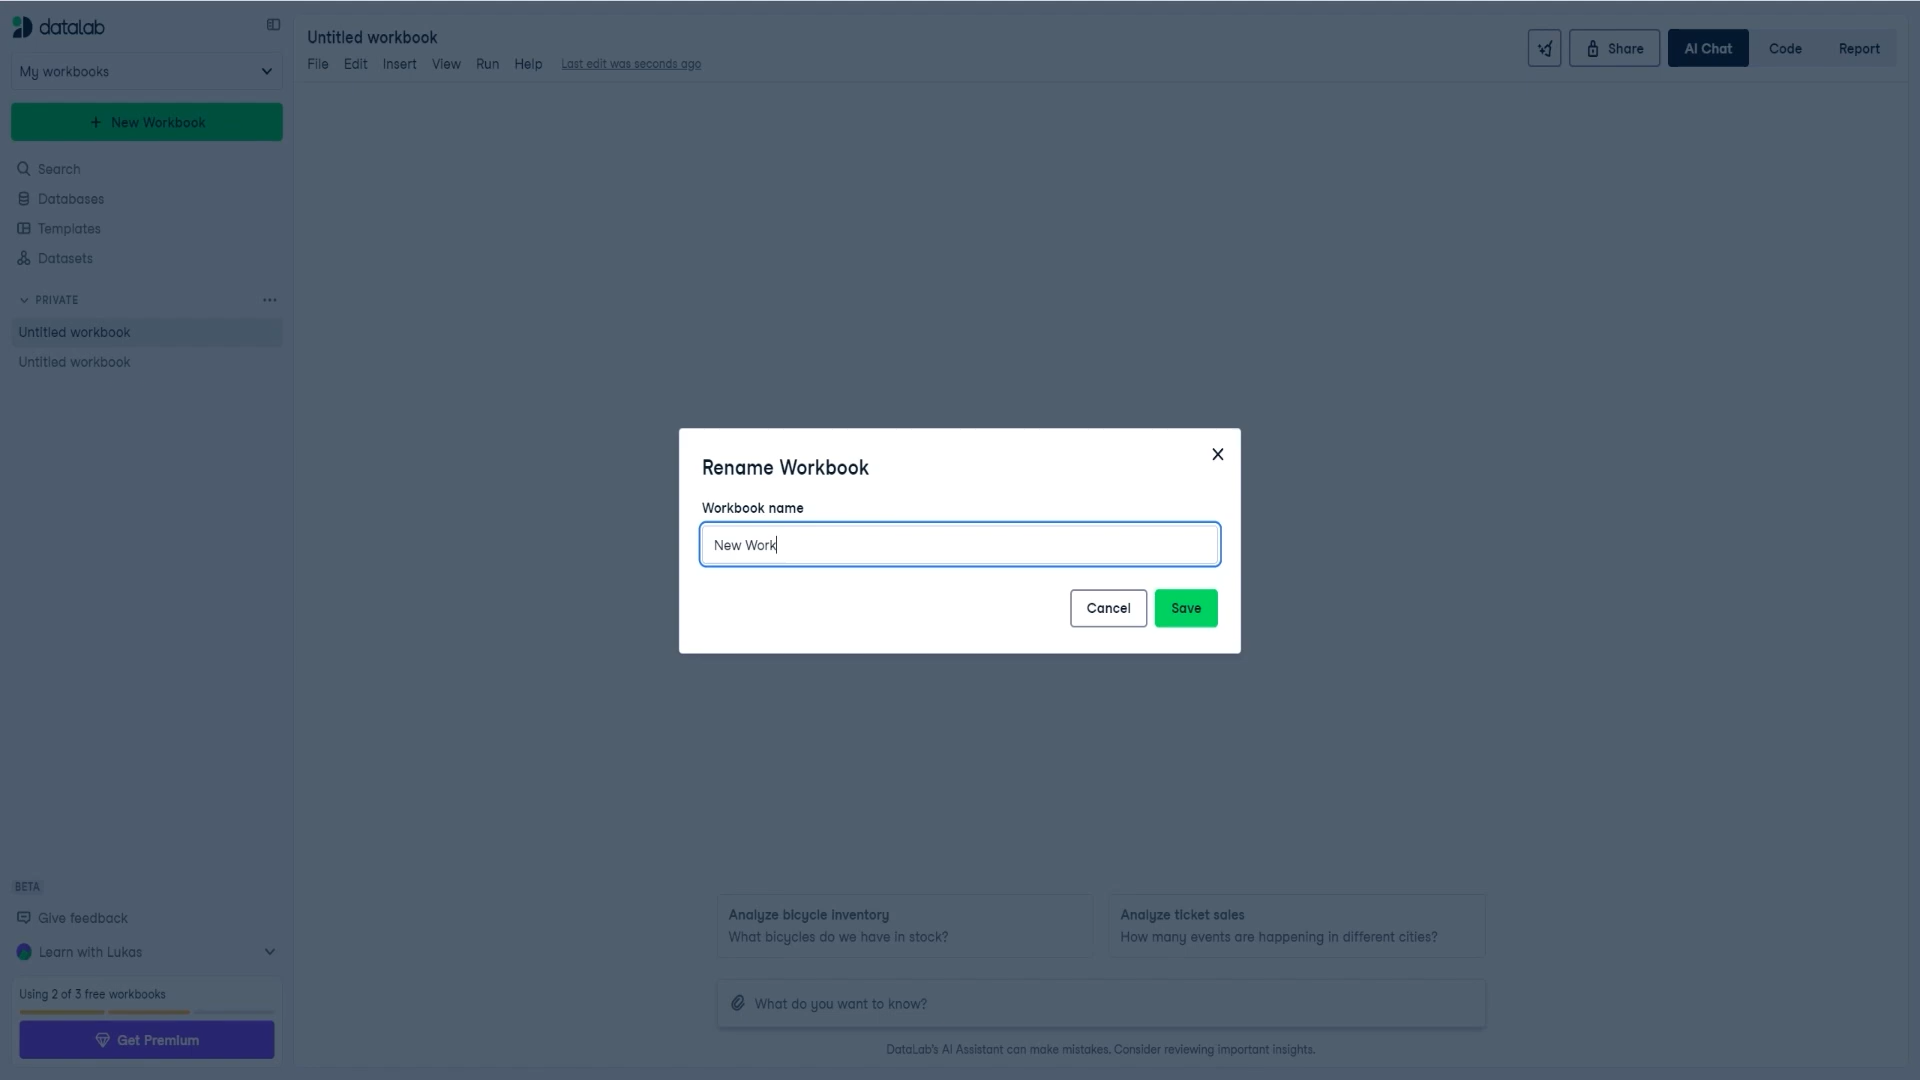 datalab
My workbooks
+ New Workbook
Search
Databases
Templates
Datasets
PRIVATE
Untitled workbook
Untitled workbook
BETA
Give feedback
Learn with Lukas
Using 2 of 3 free workbooks
Get Premium
Untitled workbook
File Edit Insert View Run Help Last edit was seconds ago
Share AI Chat Code Report
Rename Workbook
Workbook name
New Work
Cancel Save
Analyze bicycle inventory
What bicycles do we have in stock?
Analyze ticket sales
How many events are happening in different cities?
What do you want to know?
DataLab's AI Assistant can make mistakes. Consider reviewing important insights.